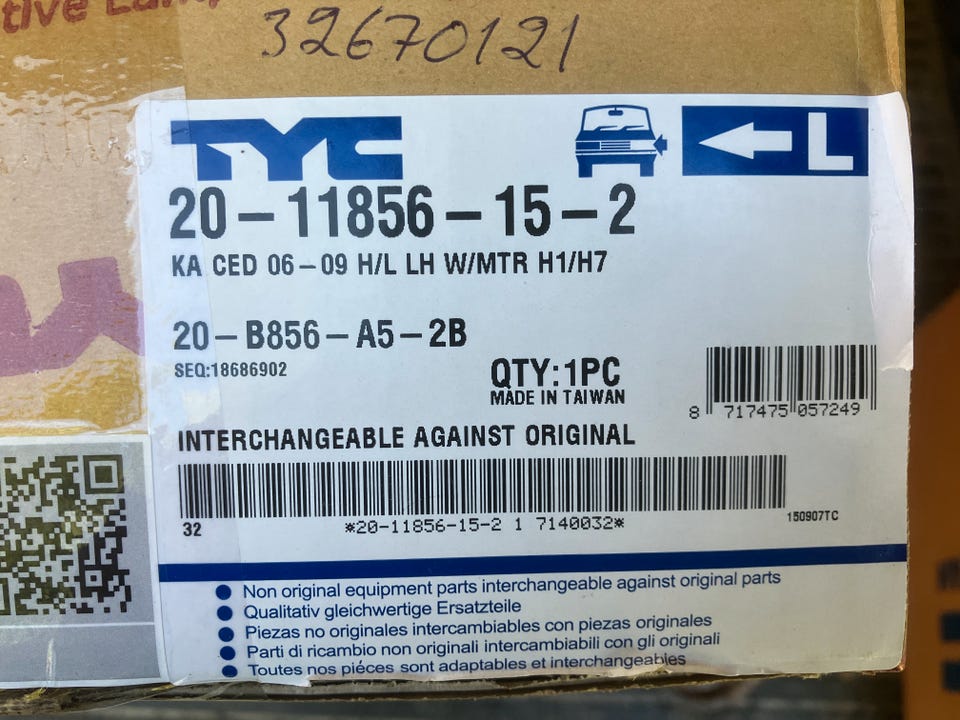 32670121
TYC
L
20-11856-15-2
KA CED 06-09 H/L LH W/MTR H1/H7
20-B856-A5-2B
SEQ:18686902
QTY:1PC
MADE IN TAIWAN
8 717475 057249
INTERCHANGEABLE AGAINST ORIGINAL
32
*20-11856-15-2 1 7140032*
150907TC
Non original equipment parts interchangeable against original parts
Qualitativ gleichwertige Ersatzteile
Piezas no originales intercambiables con piezas originales
Parti di ricambio non originali intercambiabili con gli originali
Toutes nos piéces sont adaptables et interchangeables